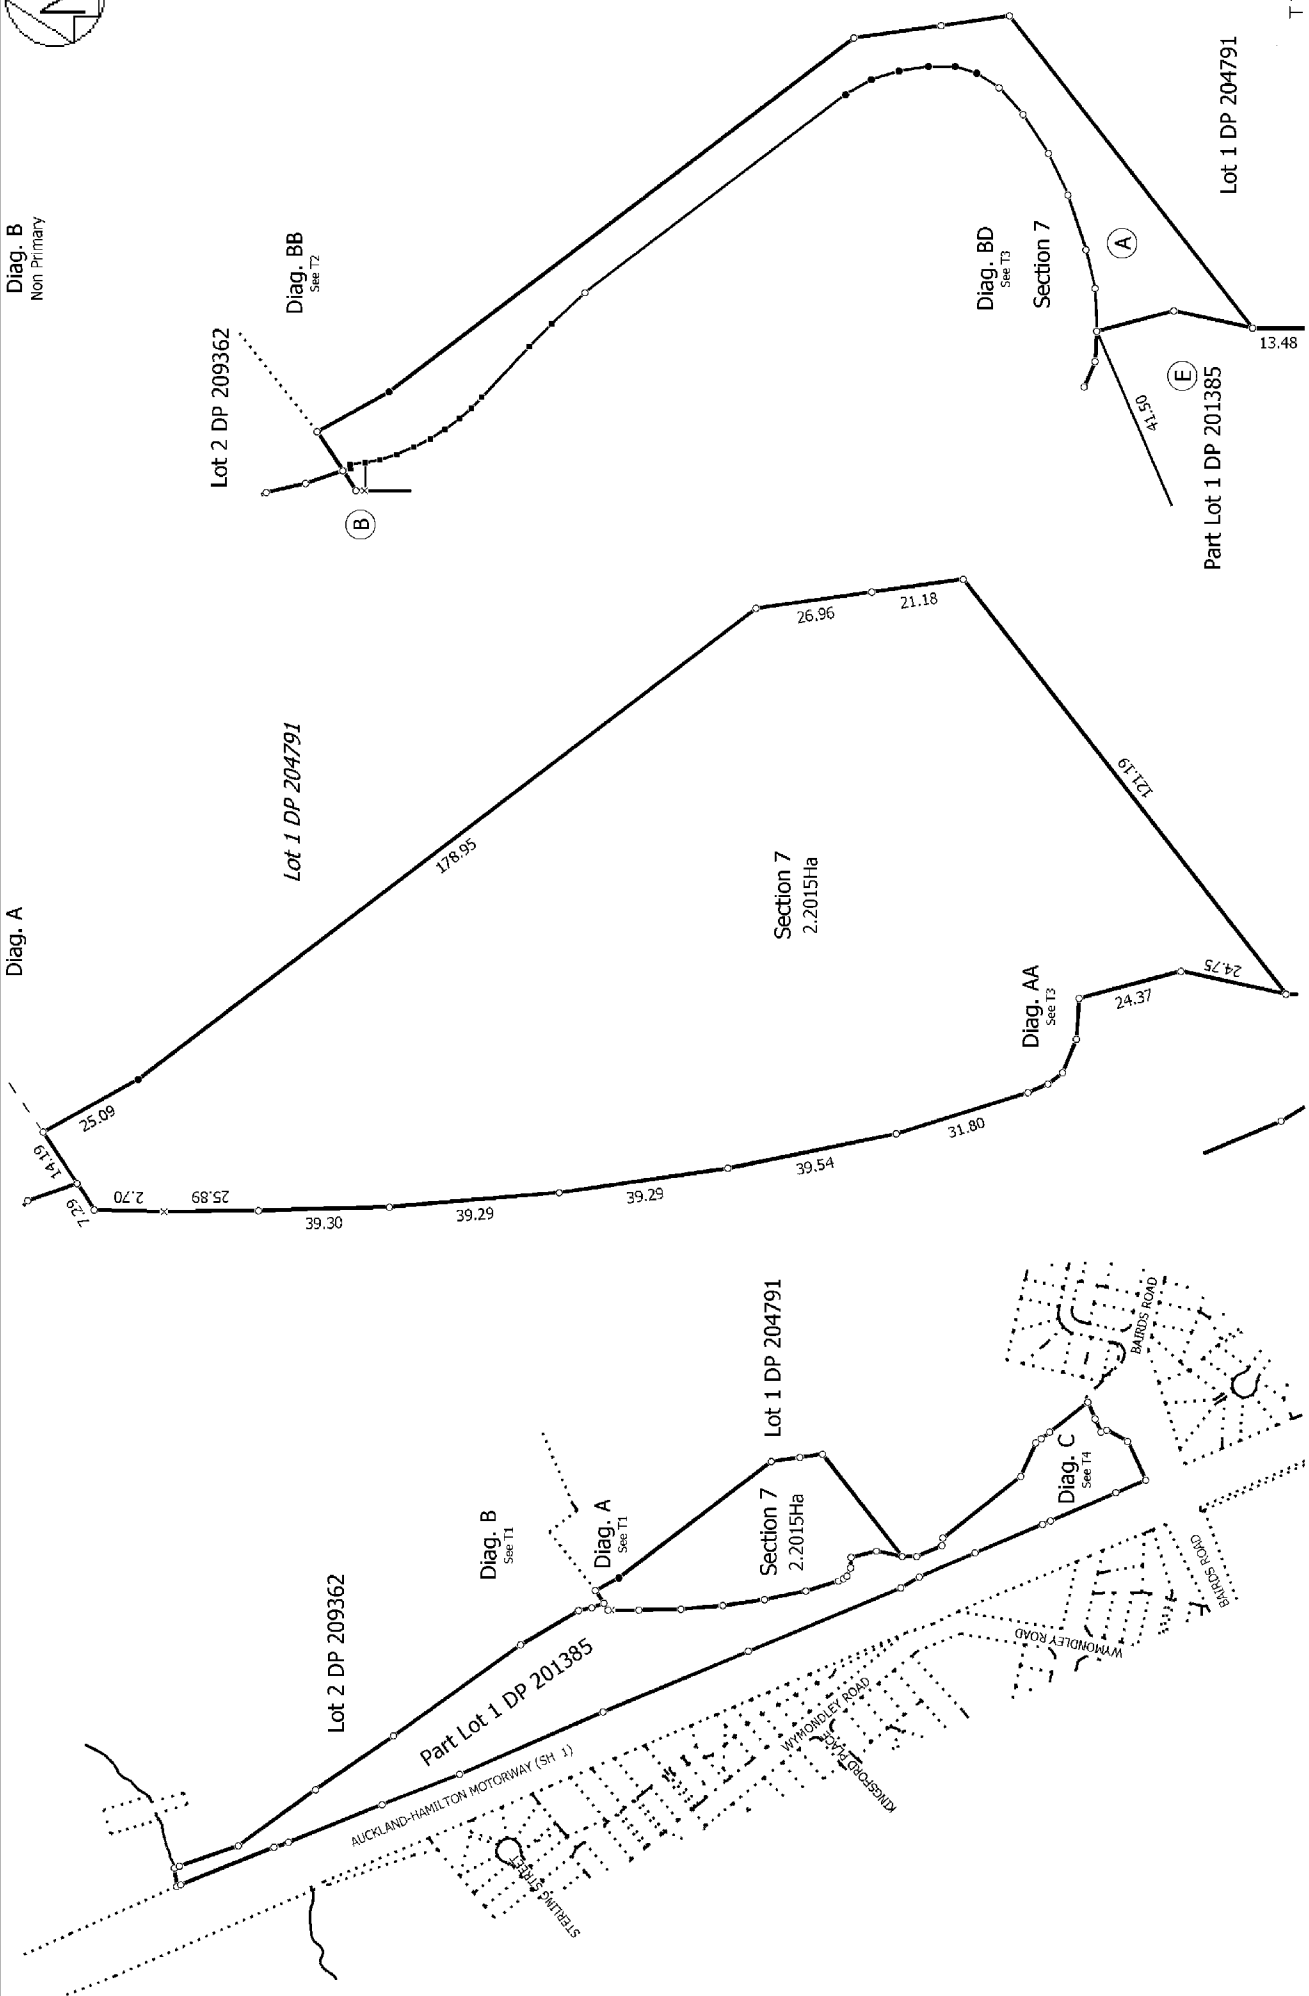 Diag. B
Non Primary
Lot 2 DP 209362
Diag. BB
See T2
B
Diag. BD
See T3
Section 7
A
E
41.50
Part Lot 1 DP 201385
13.48
Lot 1 DP 204791
T
Diag. A
Lot 1 DP 204791
25.09
14.19
7.29
2.70
25.89
39.30
39.29
39.29
39.54
31.80
178.95
26.96
21.18
121.19
Section 7
2.2015Ha
Diag. AA
See T3
24.37
24.75
Lot 2 DP 209362
Diag. B
See T1
Diag. A
See T1
Section 7
2.2015Ha
Lot 1 DP 204791
Diag. C
See T4
Part Lot 1 DP 201385
AUCKLAND-HAMILTON MOTORWAY (SH 1)
STERLING STREET
WYMONDLEY ROAD
KINGSFORD PLACE
WYMONDLEY ROAD
BAIRDS ROAD
BAIRDS ROAD